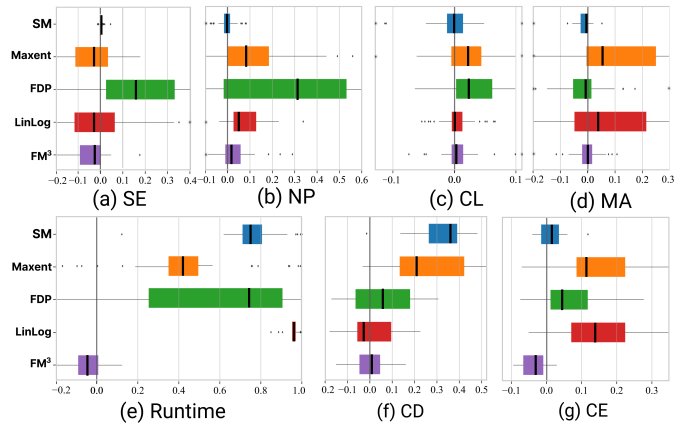 SM
Maxent
FDP
LinLog
FM³
-0.2 -0.1 0.0 0.1 0.2 0.3 0.4
(a) SE
-0.1 0.0 0.1 0.2 0.3 0.4 0.5 0.6
(b) NP
-0.1 0.0 0.1
(c) CL
-0.2 -0.1 0.0 0.1 0.2 0.3
(d) MA
SM
Maxent
FDP
LinLog
FM³
-0.2 0.0 0.2 0.4 0.6 0.8 1.0
(e) Runtime
-0.2 -0.1 0.0 0.1 0.2 0.3 0.4 0.5
(f) CD
-0.1 0.0 0.1 0.2 0.3
(g) CE